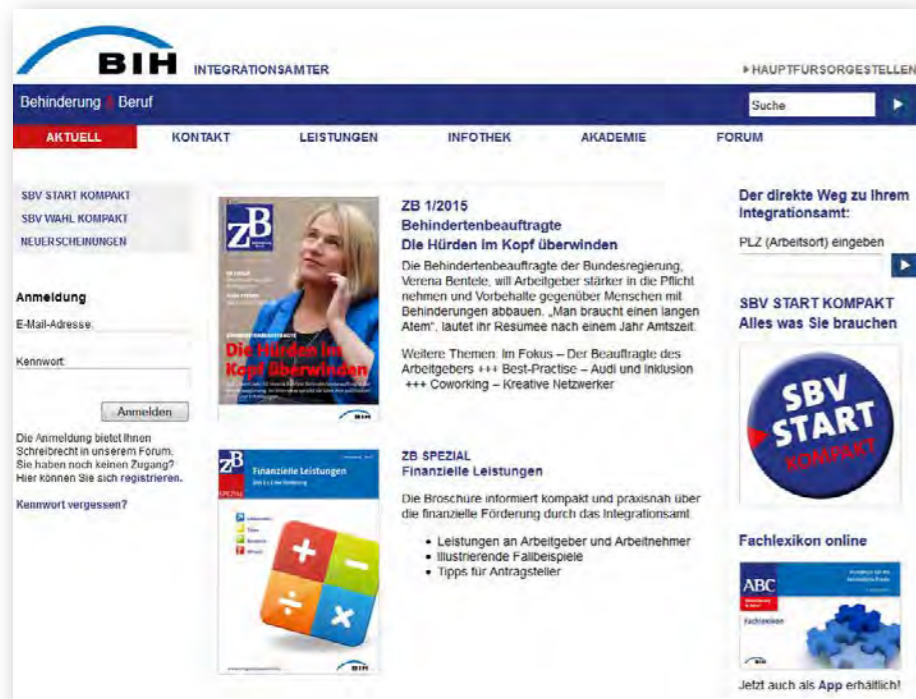 BIH INTEGRATIONSAMTER
HAUPTFURSORGESTELLEN
Behinderung & Beruf
Suche
AKTUELL KONTAKT LEISTUNGEN INFOTHEK AKADEMIE FORUM
SBV START KOMPAKT
SBV WAHL KOMPAKT
NEUERSCHEINUNGEN
Anmeldung
E-Mail-Adresse:
Kennwort:
Anmelden
Die Anmeldung bietet Ihnen
Schreibrecht in unserem Forum.
Sie haben noch keinen Zugang?
Hier können Sie sich registrieren.
Kennwort vergessen?
ZB
Die Hürden im
Kopf überwinden
BIH
ZB 1/2015
Behindertenbeauftragte
Die Hürden im Kopf überwinden
Die Behindertenbeauftragte der Bundesregierung,
Verena Bentele, will Arbeitgeber stärker in die Pflicht
nehmen und Vorbehalte gegenüber Menschen mit
Behinderungen abbauen. „Man braucht einen langen
Atem“, lautet ihr Resümee nach einem Jahr Amtszeit.
Weitere Themen: Im Fokus – Der Beauftragte des
Arbeitgebers +++ Best-Practise – Audi und Inklusion
+++ Coworking – Kreative Netzwerker
ZB
SPEZIAL
Finanzielle Leistungen
BIH
ZB SPEZIAL
Finanzielle Leistungen
Die Broschüre informiert kompakt und praxisnah über
die finanzielle Förderung durch das Integrationsamt
• Leistungen an Arbeitgeber und Arbeitnehmer
• Illustrierende Fallbeispiele
• Tipps für Antragsteller
Der direkte Weg zu Ihrem
Integrationsamt:
PLZ (Arbeitsort) eingeben
SBV START KOMPAKT
Alles was Sie brauchen
SBV
START
KOMPAKT
Fachlexikon online
ABC
Fachlexikon
BIH
Jetzt auch als App erhältlich!